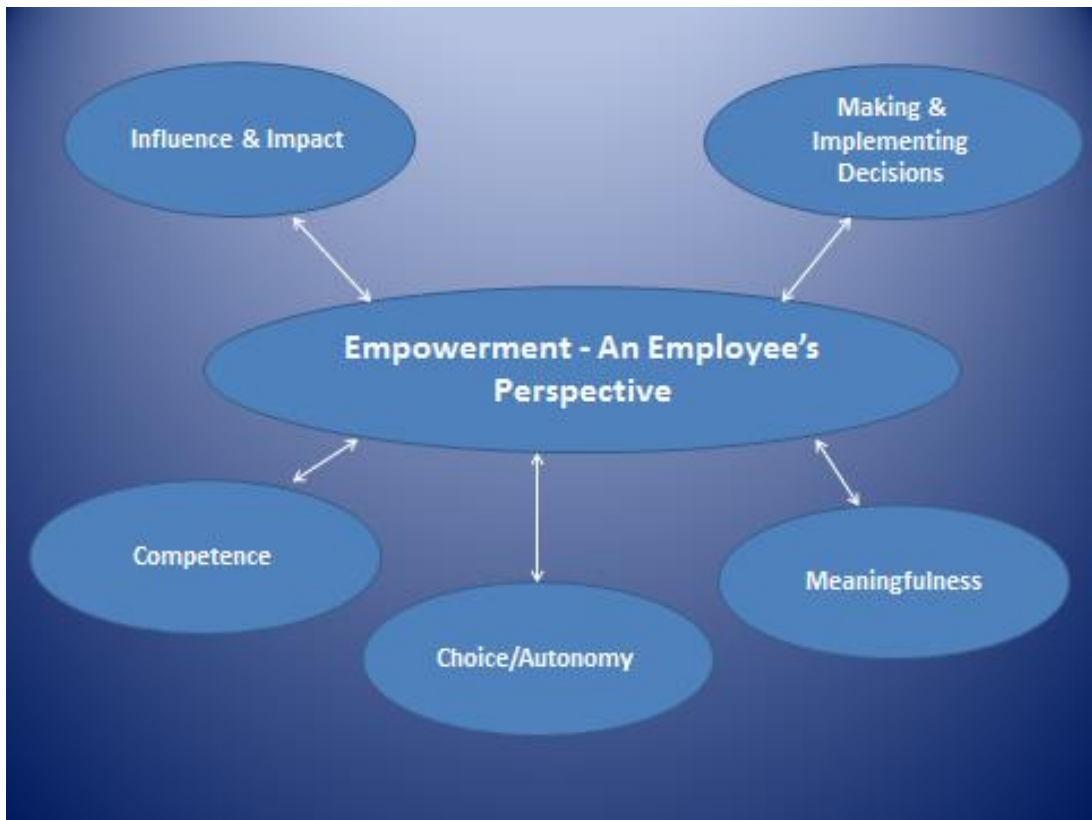 Influence & Impact
Making &
Implementing
Decisions
Empowerment - An Employee’s
Perspective
Competence
Choice/Autonomy
Meaningfulness